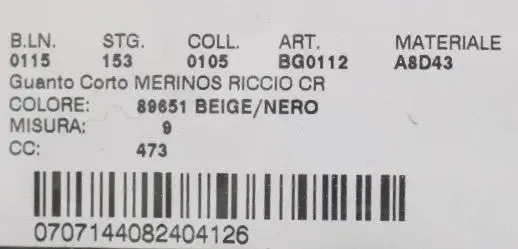 B.LN. STG. COLL. ART. MATERIALE
0115 153 0105 BG0112 A8D43
Guanto Corto MERINOS RICCIO CR
COLORE: 89651 BEIGE/NERO
MISURA: 9
CC: 473
0707144082404126